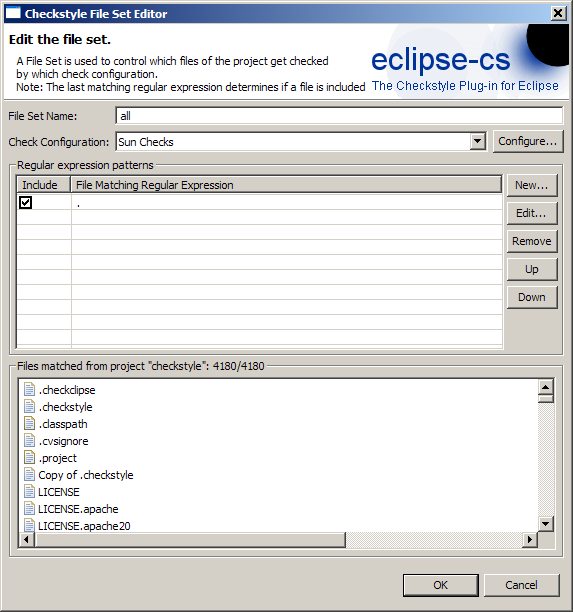 Checkstyle File Set Editor
Edit the file set.
A File Set is used to control which files of the project get checked
by which check configuration.
Note: The last matching regular expression determines if a file is included
eclipse-cs
The Checkstyle Plug-in for Eclipse
File Set Name: all
Check Configuration: Sun Checks Configure...
Regular expression patterns
Include File Matching Regular Expression New...
.
Edit...
Remove
Up
Down
Files matched from project "checkstyle": 4180/4180
.checkclipse
.checkstyle
.classpath
.cvsignore
.project
Copy of .checkstyle
LICENSE
LICENSE.apache
LICENSE.apache20
OK Cancel